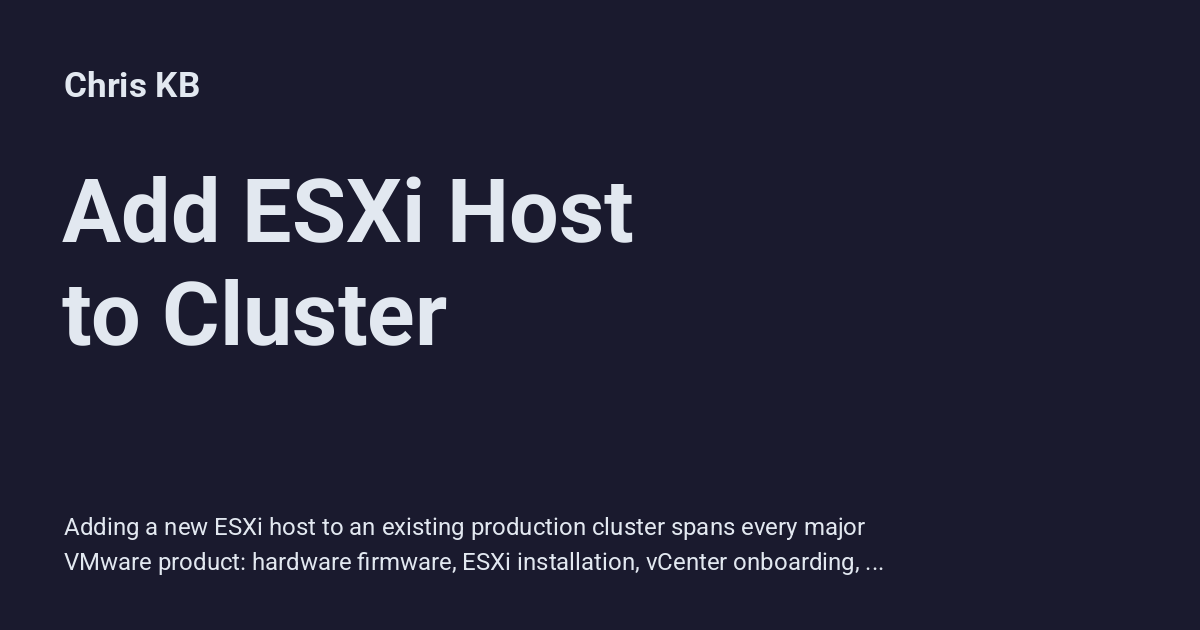 Chris KB
Add ESXi Host
to Cluster
Adding a new ESXi host to an existing production cluster spans every major
VMware product: hardware firmware, ESXi installation, vCenter onboarding, ...